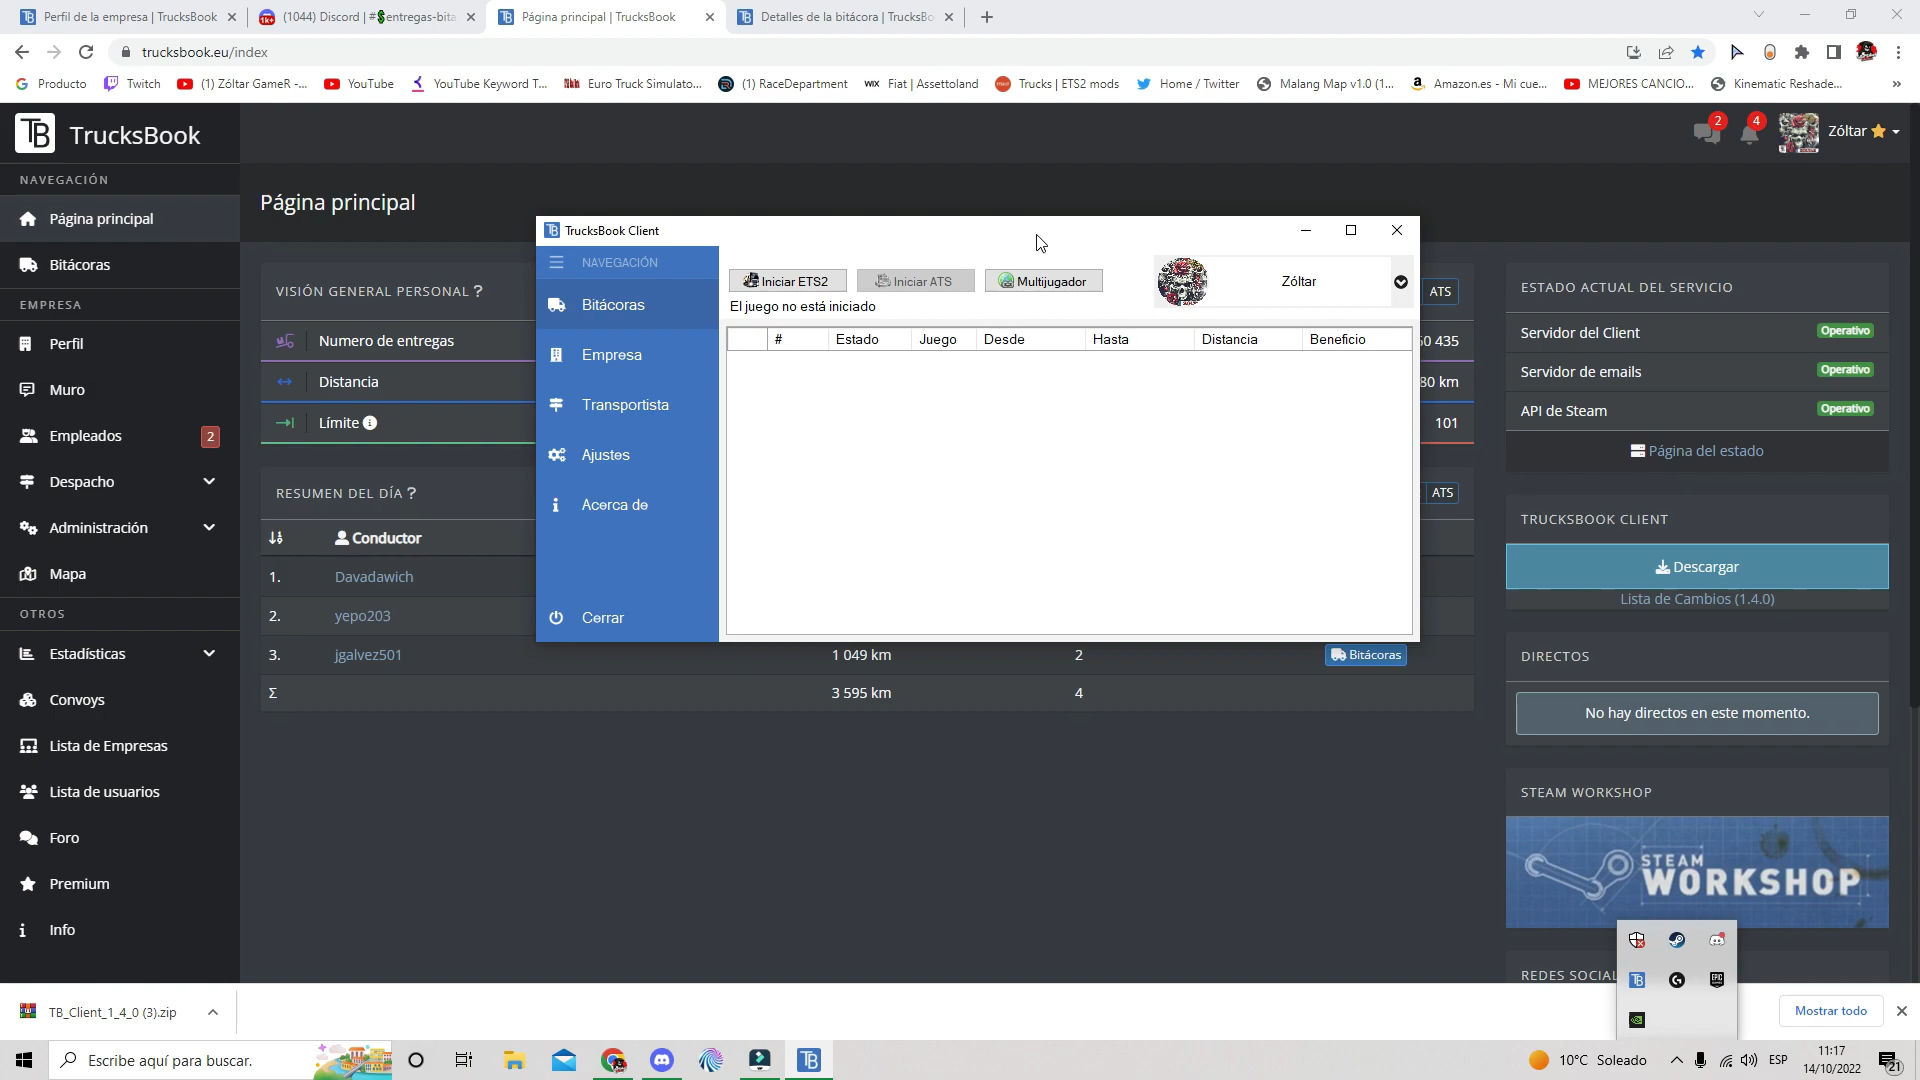 Perfil de la empresa | TrucksBook
(1044) Discord | #💲entregas-bita
Página principal | TrucksBook
Detalles de la bitácora | TrucksBo
trucksbook.eu/index
Producto
Twitch
(1) Zóltar GameR -...
YouTube
YouTube Keyword T...
Euro Truck Simulato...
(1) RaceDepartment
Fiat | Assettoland
Trucks | ETS2 mods
Home / Twitter
Malang Map v1.0 (1...
Amazon.es - Mi cue...
MEJORES CANCIO...
Kinematic Reshade...
TB TrucksBook
2
4
Zóltar
NAVEGACIÓN
Página principal
Bitácoras
EMPRESA
Perfil
Muro
Empleados 2
Despacho
Administración
Mapa
OTROS
Estadísticas
Convoys
Lista de Empresas
Lista de usuarios
Foro
Premium
Info
Página principal
VISIÓN GENERAL PERSONAL ?
ATS
Numero de entregas
60 435
Distancia
80 km
Límite
101
RESUMEN DEL DÍA ?
ATS
Conductor
1. Davadawich
2. yepo203
3. jgalvez501 1 049 km 2 Bitácoras
Σ 3 595 km 4
TrucksBook Client
NAVEGACIÓN
Bitácoras
Empresa
Transportista
Ajustes
Acerca de
Cerrar
Iniciar ETS2
Iniciar ATS
Multijugador
Zóltar
El juego no está iniciado
# Estado Juego Desde Hasta Distancia Beneficio
ESTADO ACTUAL DEL SERVICIO
Servidor del Client Operativo
Servidor de emails Operativo
API de Steam Operativo
Página del estado
TRUCKSBOOK CLIENT
Descargar
Lista de Cambios (1.4.0)
DIRECTOS
No hay directos en este momento.
STEAM WORKSHOP
STEAM
WORKSHOP
REDES SOCIAL
TB_Client_1_4_0 (3).zip
Mostrar todo
Escribe aquí para buscar.
10°C Soleado
ESP
11:17
14/10/2022
21